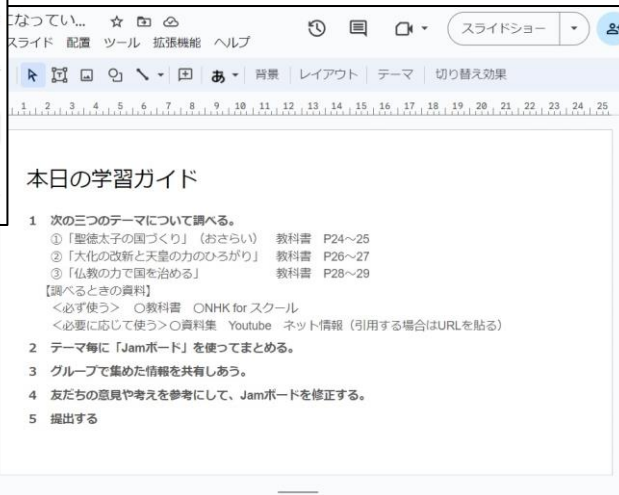 になってい...
スライド 配置 ツール 拡張機能 ヘルプ
スライドショー
あ 背景 レイアウト テーマ 切り替え効果
1 2 3 4 5 6 7 8 9 10 11 12 13 14 15 16 17 18 19 20 21 22 23 24 25
本日の学習ガイド
1 次の三つのテーマについて調べる。
①「聖徳太子の国づくり」（おさらい） 教科書 P24～25
②「大化の改新と天皇の力のひろがり」 教科書 P26～27
③「仏教の力で国を治める」 教科書 P28～29
【調べるときの資料】
＜必ず使う＞ 〇教科書 〇NHK for スクール
＜必要に応じて使う＞〇資料集 Youtube ネット情報（引用する場合はURLを貼る）
2 テーマ毎に「Jamボード」を使ってまとめる。
3 グループで集めた情報を共有しあう。
4 友だちの意見や考えを参考にして、Jamボードを修正する。
5 提出する